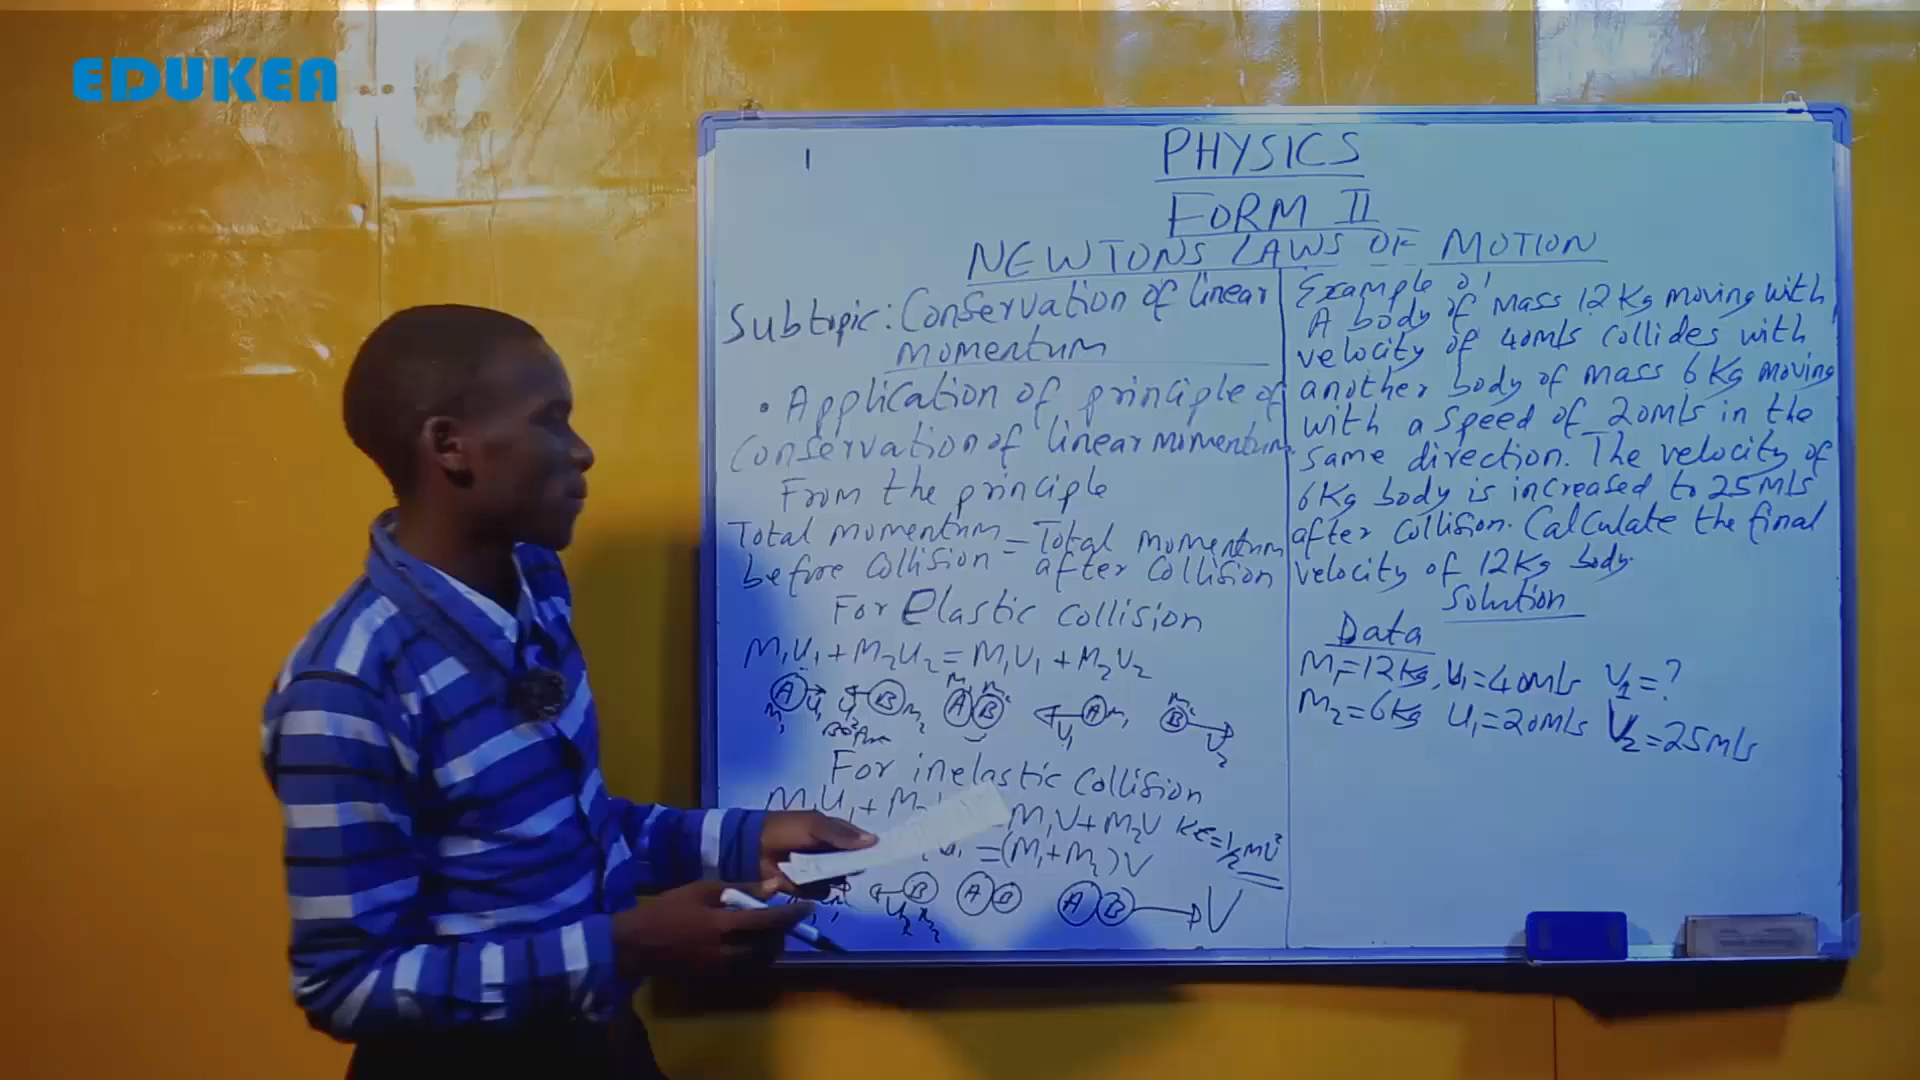 EDUKEA
1
PHYSICS
FORM II
NEWTONS LAWS OF MOTION
Subtopic: Conservation of linear
momentum
• Application of principle of
Conservation of linear momentum
From the principle
Total momentum = Total momentum
before collision after collision
For Elastic collision
M₁U₁ + M₂U₂ = M₁V₁ + M₂V₂
A B A B A B
For inelastic collision
M₁U₁ + M₁V + M₂V KE = ½ MV²
= (M₁ + M₂) V
B A B A B V
Example 01
A body of mass 12 Kg moving with
velocity of 40m/s collides with
another body of mass 6 Kg moving
with a speed of 20m/s in the
same direction. The velocity of
6Kg body is increased to 25m/s
after collision. Calculate the final
velocity of 12Kg body.
Solution
Data
M₁=12 Kg, U₁=40m/s V₁=?
M₂=6Kg U₁=20m/s V₂=25m/s